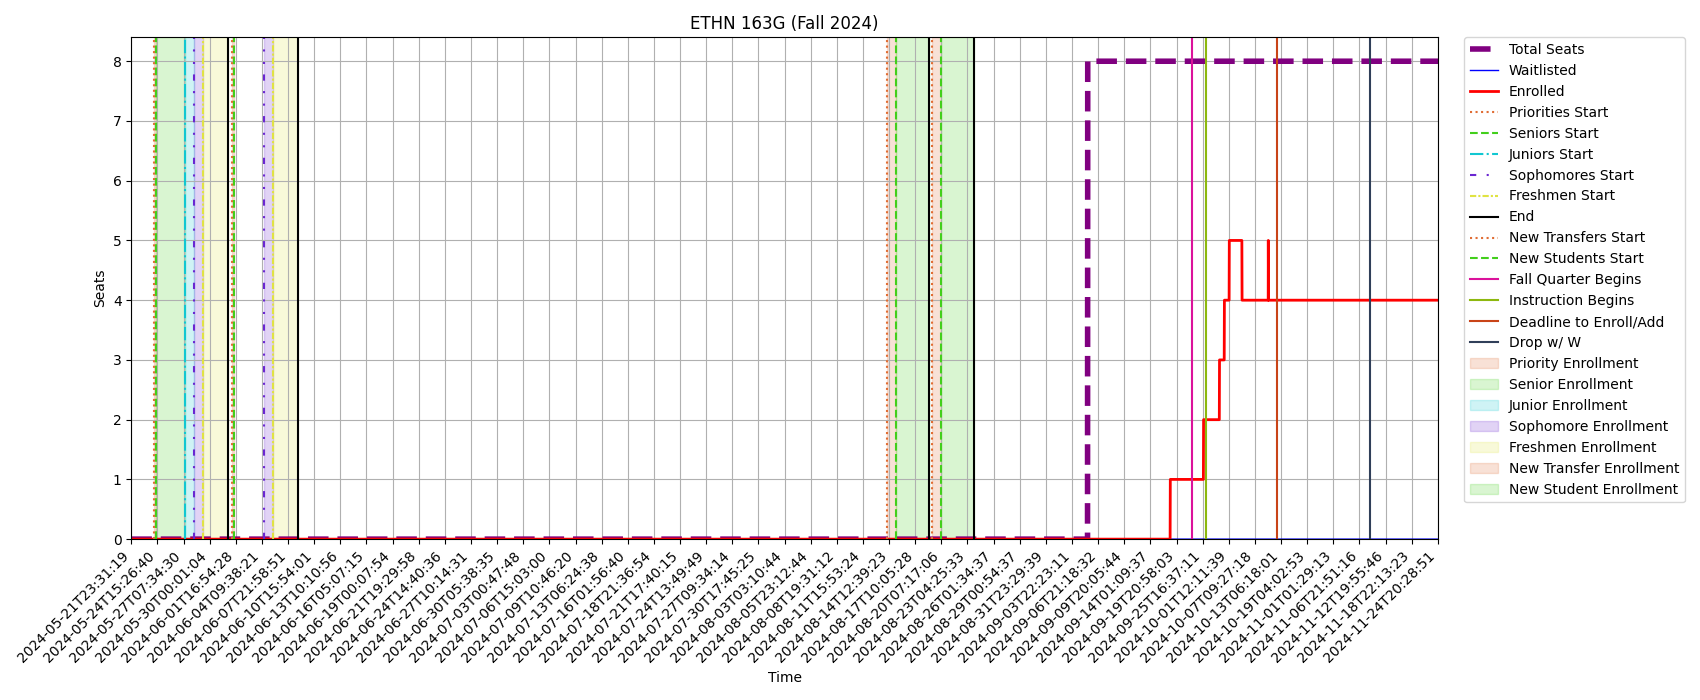 ETHN 163G (Fall 2024)
Seats
8
7
6
5
4
3
2
1
0
2024-05-21T23:31:19
2024-05-24T15:26:40
2024-05-27T07:34:30
2024-05-30T00:01:04
2024-06-01T16:54:28
2024-06-04T09:38:21
2024-06-07T21:58:51
2024-06-10T15:54:01
2024-06-13T10:10:56
2024-06-16T05:07:15
2024-06-19T00:07:54
2024-06-21T19:29:58
2024-06-24T14:40:36
2024-06-27T10:14:31
2024-06-30T05:38:35
2024-07-03T00:47:48
2024-07-06T15:03:00
2024-07-09T10:46:20
2024-07-13T06:24:38
2024-07-16T01:56:40
2024-07-18T21:36:54
2024-07-21T17:40:15
2024-07-24T13:49:49
2024-07-27T09:34:14
2024-07-30T17:45:25
2024-08-03T03:10:44
2024-08-05T23:12:44
2024-08-08T19:31:12
2024-08-11T15:53:24
2024-08-14T12:39:23
2024-08-17T10:05:28
2024-08-20T07:17:06
2024-08-23T04:25:33
2024-08-26T01:34:37
2024-08-29T00:54:37
2024-08-31T23:29:39
2024-09-03T22:23:11
2024-09-06T21:18:32
2024-09-09T20:05:44
2024-09-14T01:09:37
2024-09-19T20:58:03
2024-09-25T16:37:11
2024-10-01T12:11:39
2024-10-07T09:27:18
2024-10-13T06:18:01
2024-10-19T04:02:53
2024-11-01T01:29:13
2024-11-06T21:51:16
2024-11-12T19:55:46
2024-11-18T22:13:23
2024-11-24T20:28:51
Time
Total Seats
Waitlisted
Enrolled
Priorities Start
Seniors Start
Juniors Start
Sophomores Start
Freshmen Start
End
New Transfers Start
New Students Start
Fall Quarter Begins
Instruction Begins
Deadline to Enroll/Add
Drop w/ W
Priority Enrollment
Senior Enrollment
Junior Enrollment
Sophomore Enrollment
Freshmen Enrollment
New Transfer Enrollment
New Student Enrollment